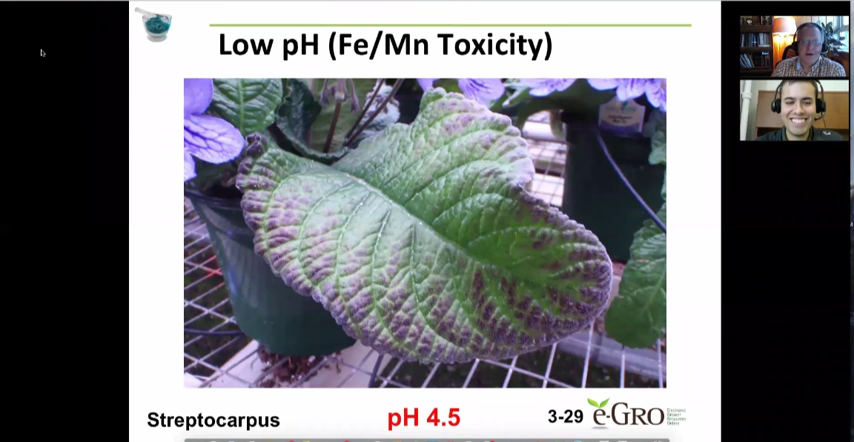 Low pH (Fe/Mn Toxicity)
Streptocarpus
pH 4.5
3-29
e-GRO